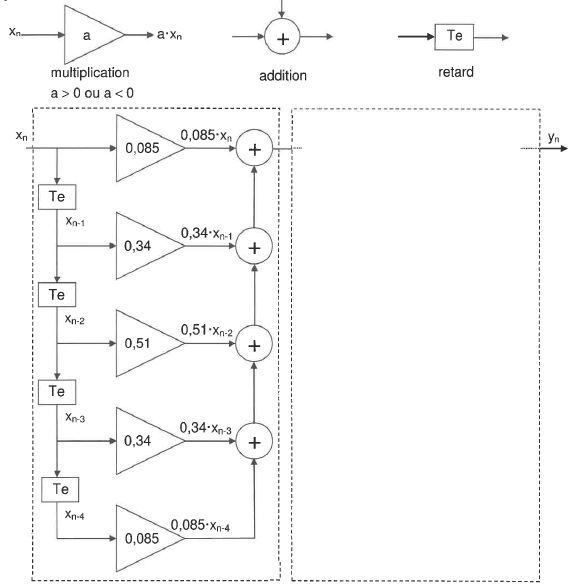 xn a a·xn + Te
multiplication addition retard
a > 0 ou a < 0
xn 0,085 0,085·xn + yn
Te
xn-1
0,34 0,34·xn-1 +
Te
xn-2
0,51 0,51·xn-2 +
Te
xn-3
0,34 0,34·xn-3 +
Te
xn-4
0,085 0,085·xn-4